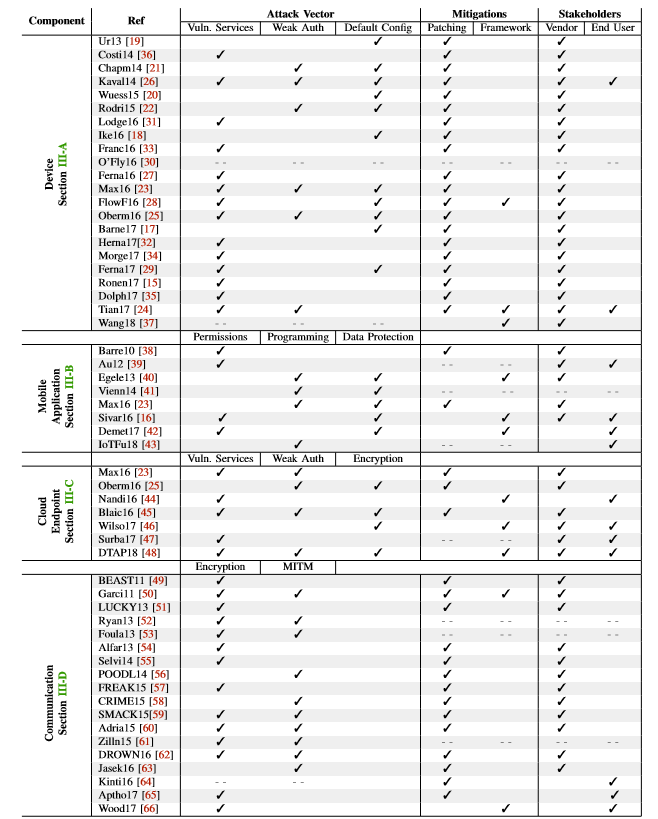 Component Ref Attack Vector Mitigations Stakeholders
Vuln. Services Weak Auth Default Config Patching Framework Vendor End User
Device
Section III-A
Ur13 [19] ✓ ✓ ✓
Costi14 [36] ✓ ✓ ✓
Chapm14 [21] ✓ ✓ ✓ ✓
Kaval14 [26] ✓ ✓ ✓ ✓ ✓ ✓
Wuess15 [20] ✓ ✓ ✓
Rodri15 [22] ✓ ✓ ✓ ✓
Lodge16 [31] ✓ ✓ ✓
Ike16 [18] ✓ ✓ ✓
Franc16 [33] ✓ ✓ ✓
O'Fly16 [30] - - - - - - - - - - - - - -
Ferna16 [27] ✓ ✓ ✓
Max16 [23] ✓ ✓ ✓ ✓ ✓
FlowF16 [28] ✓ ✓ ✓ ✓ ✓
Oberm16 [25] ✓ ✓ ✓ ✓ ✓
Barne17 [17] ✓ ✓ ✓
Herna17[32] ✓ ✓ ✓
Morge17 [34] ✓ ✓ ✓
Ferna17 [29] ✓ ✓ ✓ ✓
Ronen17 [15] ✓ ✓ ✓
Dolph17 [35] ✓ ✓ ✓
Tian17 [24] ✓ ✓ ✓ ✓ ✓ ✓
Wang18 [37] - - - - - - ✓ ✓
Permissions Programming Data Protection
Mobile
Application
Section III-B
Barre10 [38] ✓ ✓ ✓
Au12 [39] ✓ - - - - ✓ ✓
Egele13 [40] ✓ ✓ ✓ ✓
Vienn14 [41] ✓ ✓ - - - - - - - -
Max16 [23] ✓ ✓ ✓ ✓
Sivar16 [16] ✓ ✓ ✓ ✓ ✓
Demet17 [42] ✓ ✓ ✓ ✓
IoTFu18 [43] ✓ - - - - ✓
Vuln. Services Weak Auth Encryption
Cloud
Endpoint
Section III-C
Max16 [23] ✓ ✓ ✓ ✓
Oberm16 [25] ✓ ✓ ✓ ✓
Nandi16 [44] ✓ ✓ ✓
Blaic16 [45] ✓ ✓ ✓ ✓ ✓
Wilso17 [46] ✓ ✓ ✓ ✓
Surba17 [47] ✓ - - - - ✓ ✓
DTAP18 [48] ✓ ✓ ✓ ✓ ✓ ✓
Encryption MITM
Communication
Section III-D
BEAST11 [49] ✓ ✓ ✓
Garci11 [50] ✓ ✓ ✓ ✓ ✓
LUCKY13 [51] ✓ ✓ ✓
Ryan13 [52] ✓ ✓ - - - - - - - -
Foula13 [53] ✓ ✓ - - - - - - - -
Alfar13 [54] ✓ ✓ ✓
Selvi14 [55] ✓ ✓ ✓
POODL14 [56] ✓ ✓ ✓
FREAK15 [57] ✓ ✓ ✓
CRIME15 [58] ✓ ✓ ✓
SMACK15[59] ✓ ✓ ✓ ✓
Adria15 [60] ✓ ✓ ✓ ✓
Zilln15 [61] ✓ ✓ - - - - - - - -
DROWN16 [62] ✓ ✓ ✓ ✓
Jasek16 [63] ✓ ✓ ✓
Kinti16 [64] - - - - ✓ ✓
Aptho17 [65] ✓ ✓ ✓
Wood17 [66] ✓ ✓ ✓